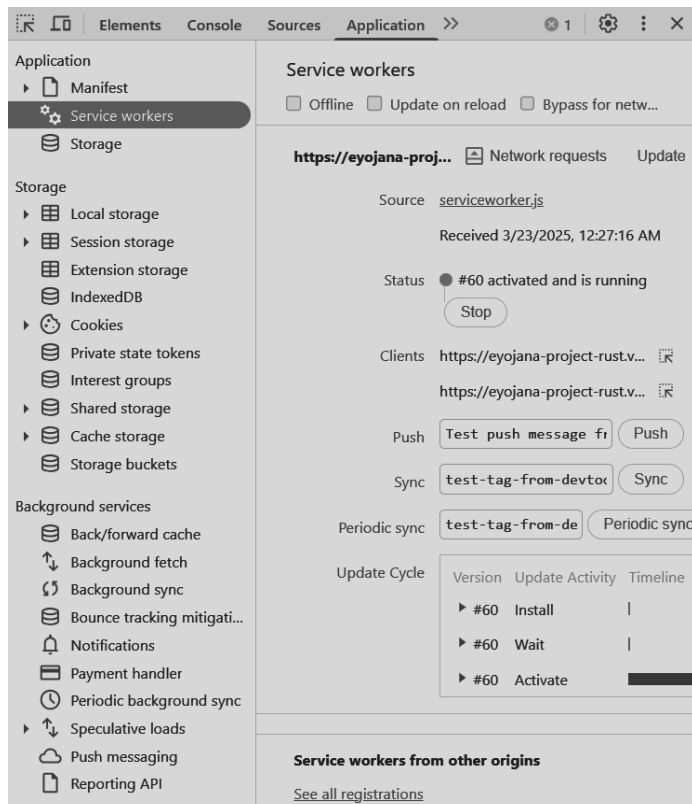 Elements Console Sources Application 1
Application
Manifest
Service workers
Storage
Storage
Local storage
Session storage
Extension storage
IndexedDB
Cookies
Private state tokens
Interest groups
Shared storage
Cache storage
Storage buckets
Background services
Back/forward cache
Background fetch
Background sync
Bounce tracking mitigati...
Notifications
Payment handler
Periodic background sync
Speculative loads
Push messaging
Reporting API
Service workers
Offline Update on reload Bypass for netw...
https://eyojana-proj... Network requests Update
Source serviceworker.js
Received 3/23/2025, 12:27:16 AM
Status #60 activated and is running
Stop
Clients https://eyojana-project-rust.v...
https://eyojana-project-rust.v...
Push Test push message fr Push
Sync test-tag-from-devtoo Sync
Periodic sync test-tag-from-de Periodic sync
Update Cycle Version Update Activity Timeline
#60 Install
#60 Wait
#60 Activate
Service workers from other origins
See all registrations